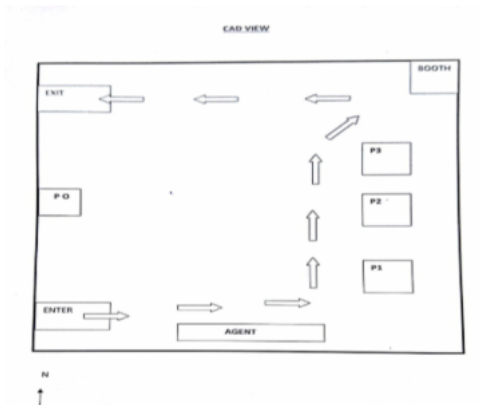 CAD VIEW
BOOTH
EXIT
P3
P O
P2
P1
ENTER
AGENT
N